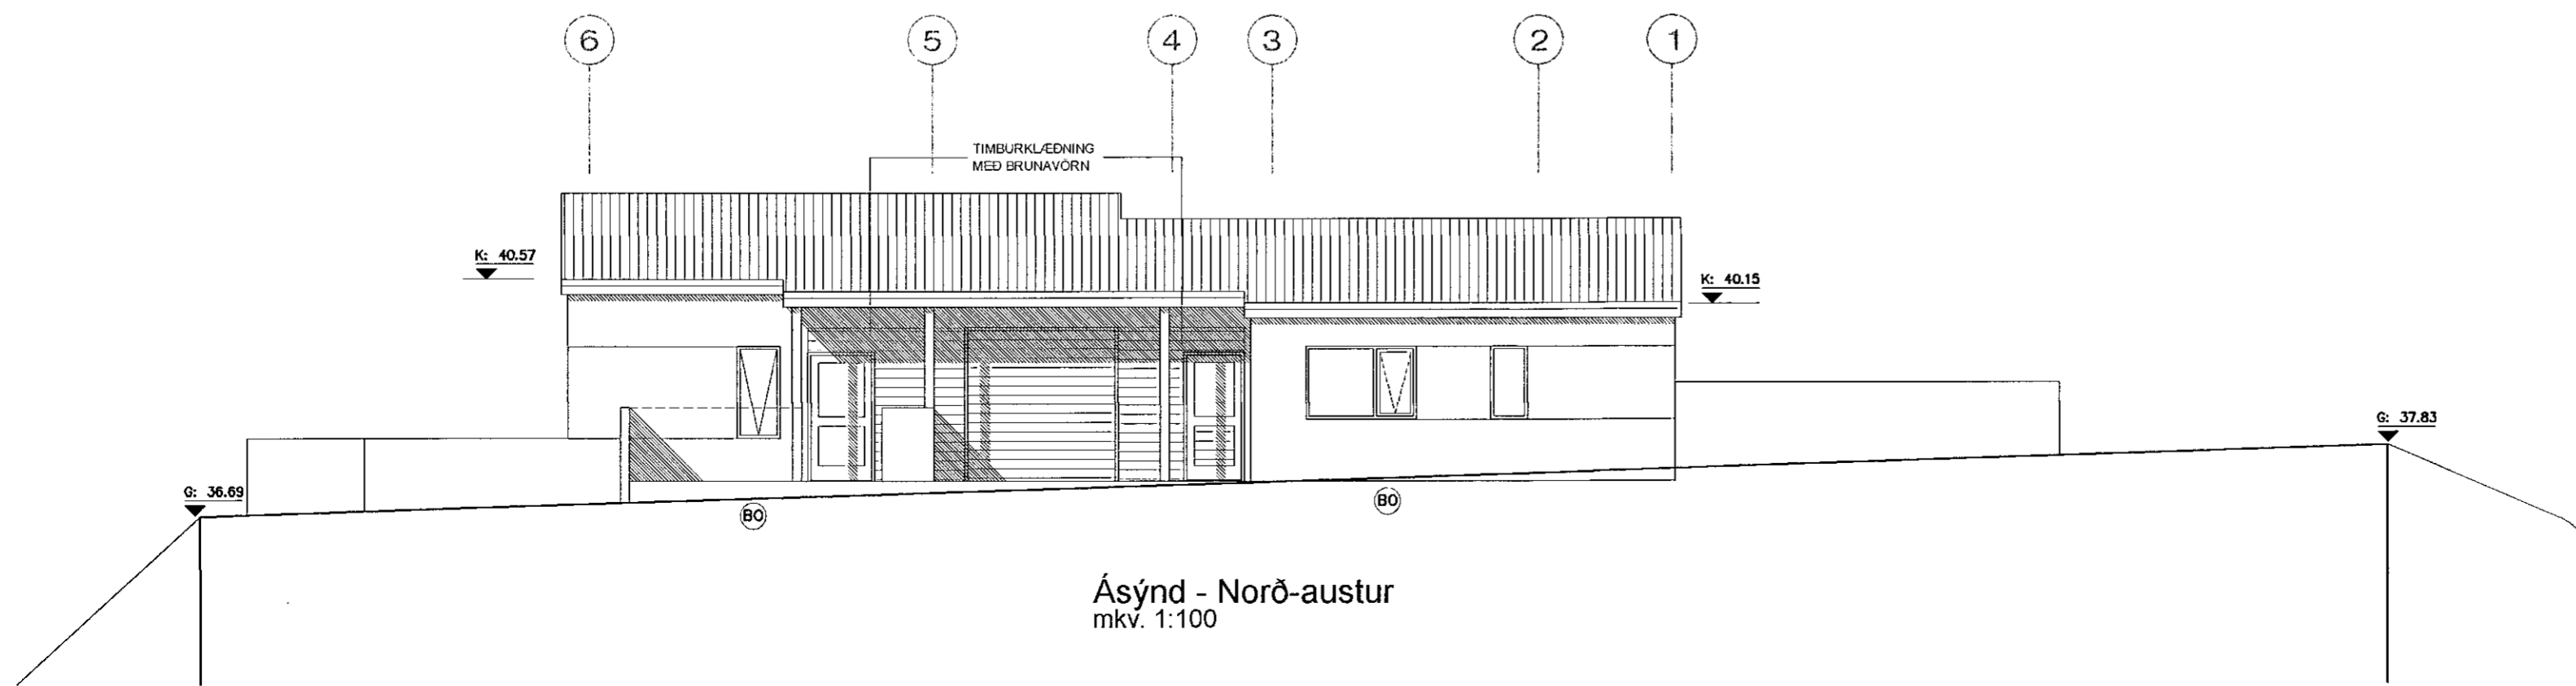 6 5 4 3 2 1
TIMBURKLÆÐNING
MEÐ BRUNAVÖRN
K: 40.57
K: 40.15
G: 37.83
G: 36.69
BO
BO
Ásýnd - Norð-austur
mkv. 1:100